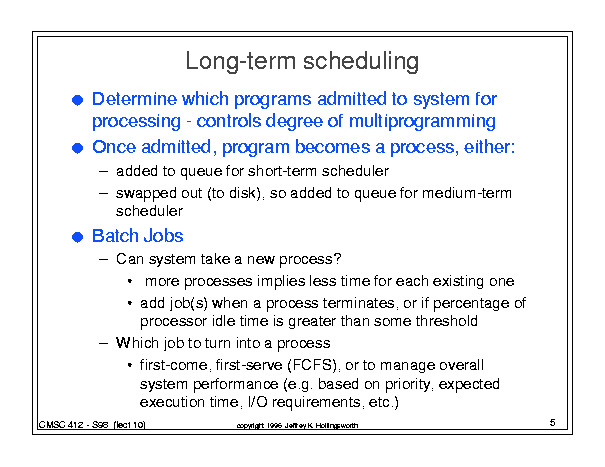 Long-term scheduling
● Determine which programs admitted to system for
processing - controls degree of multiprogramming
● Once admitted, program becomes a process, either:
– added to queue for short-term scheduler
– swapped out (to disk), so added to queue for medium-term
scheduler
● Batch Jobs
– Can system take a new process?
• more processes implies less time for each existing one
• add job(s) when a process terminates, or if percentage of
processor idle time is greater than some threshold
– Which job to turn into a process
• first-come, first-serve (FCFS), or to manage overall
system performance (e.g. based on priority, expected
execution time, I/O requirements, etc.)
CMSC 412 - S98 (lect 10)
copyright 1996 Jeffrey K. Hollingsworth
5